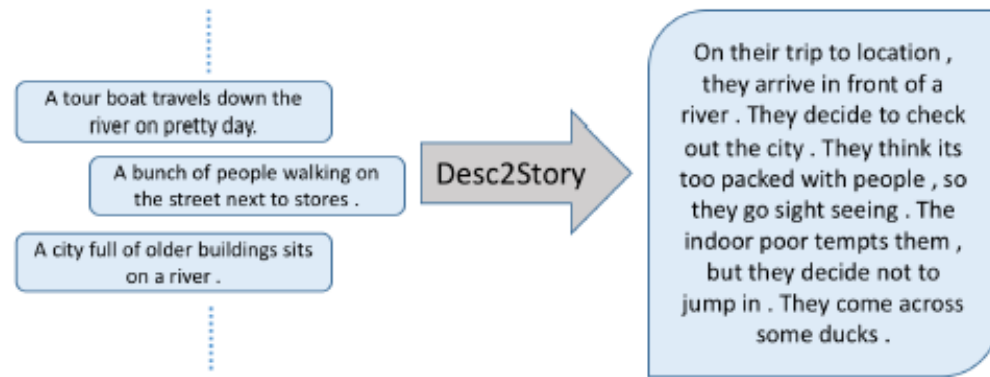 A tour boat travels down the
river on pretty day.
A bunch of people walking on
the street next to stores .
A city full of older buildings sits
on a river .
Desc2Story
On their trip to location ,
they arrive in front of a
river . They decide to check
out the city . They think its
too packed with people , so
they go sight seeing . The
indoor poor tempts them ,
but they decide not to
jump in . They come across
some ducks .